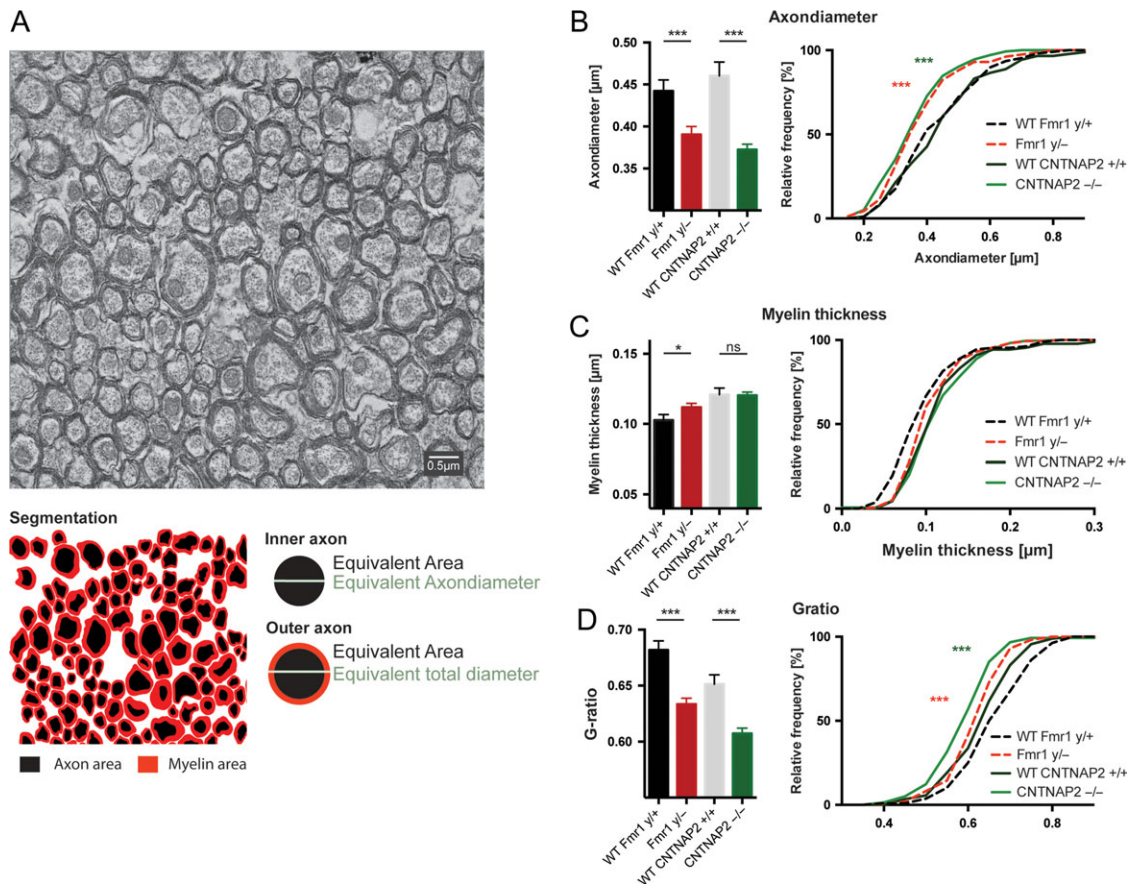 A
0.5µm
Segmentation
Inner axon
Equivalent Area
Equivalent Axondiameter
Outer axon
Equivalent Area
Equivalent total diameter
Axon area
Myelin area
B
Axondiameter
Axondiameter [µm]
0.50
0.45
0.40
0.35
***
***
WT Fmr1 y/+
Fmr1 y/–
WT CNTNAP2 +/+
CNTNAP2 –/–
Relative frequency [%]
100
50
0
***
***
WT Fmr1 y/+
Fmr1 y/–
WT CNTNAP2 +/+
CNTNAP2 –/–
0.2
0.4
0.6
0.8
Axondiameter [µm]
C
Myelin thickness
Myelin thickness [µm]
0.15
0.10
0.05
*
ns
WT Fmr1 y/+
Fmr1 y/–
WT CNTNAP2 +/+
CNTNAP2 –/–
Relative frequency [%]
100
50
0
WT Fmr1 y/+
Fmr1 y/–
WT CNTNAP2 +/+
CNTNAP2 –/–
0.0
0.1
0.2
0.3
Myelin thickness [µm]
D
Gratio
G-ratio
0.70
0.65
0.60
***
***
WT Fmr1 y/+
Fmr1 y/–
WT CNTNAP2 +/+
CNTNAP2 –/–
Relative frequency [%]
100
50
0
***
***
WT Fmr1 y/+
Fmr1 y/–
WT CNTNAP2 +/+
CNTNAP2 –/–
0.4
0.6
0.8